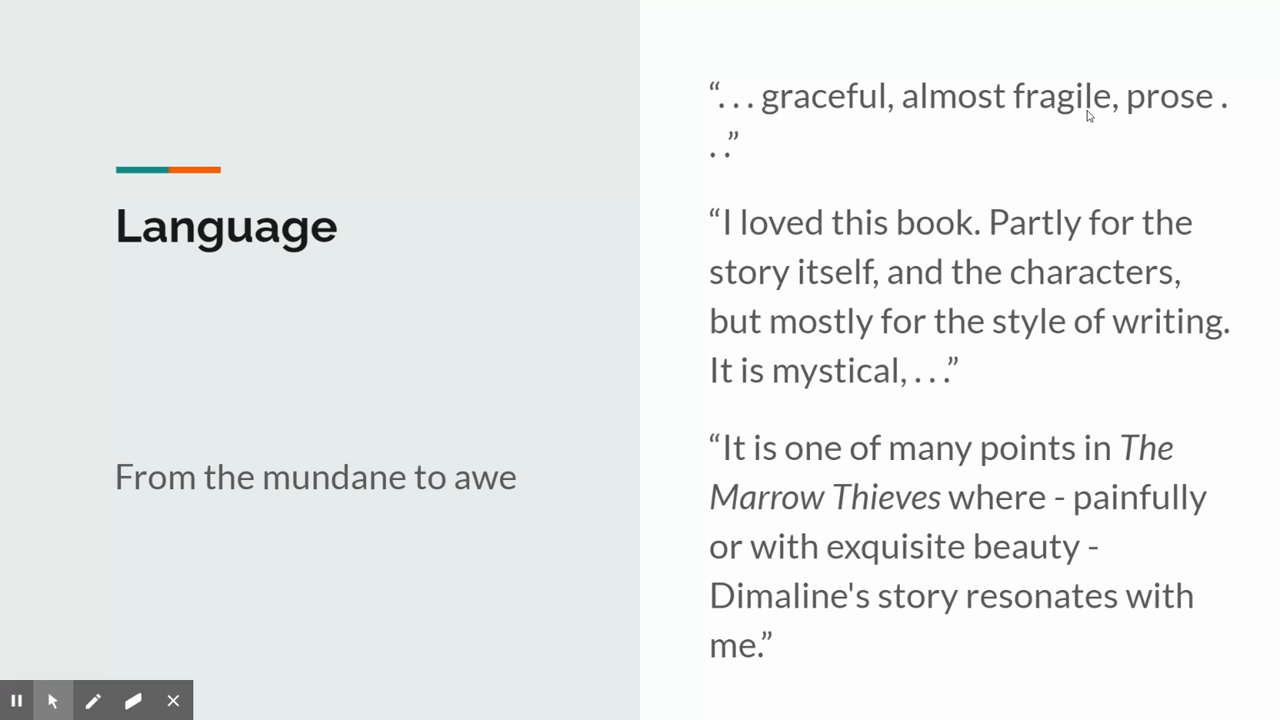 Language
From the mundane to awe
“. . . graceful, almost fragile, prose .
. .”
“I loved this book. Partly for the
story itself, and the characters,
but mostly for the style of writing.
It is mystical, . . .”
“It is one of many points in The
Marrow Thieves where - painfully
or with exquisite beauty -
Dimaline's story resonates with
me.”